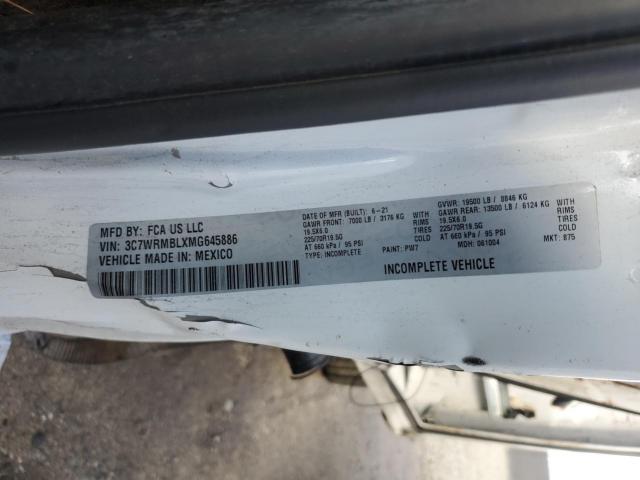 MFD BY: FCA US LLC
VIN: 3C7WRMBLXMG645886
VEHICLE MADE IN: MEXICO
DATE OF MFR (BUILT): 6-21
GAWR FRONT: 7000 LB / 3176 KG WITH
19.5X6.0 TIRES
225/70R19.5G RIMS
AT 660 kPa / 95 PSI COLD
TYPE: INCOMPLETE PAINT: PW7
GVWR: 19500 LB / 8846 KG
GAWR REAR: 13500 LB / 6124 KG WITH
19.5X6.0 TIRES
225/70R19.5G RIMS
AT 660 kPa / 95 PSI COLD
MDH: 061004 MKT: 875
INCOMPLETE VEHICLE